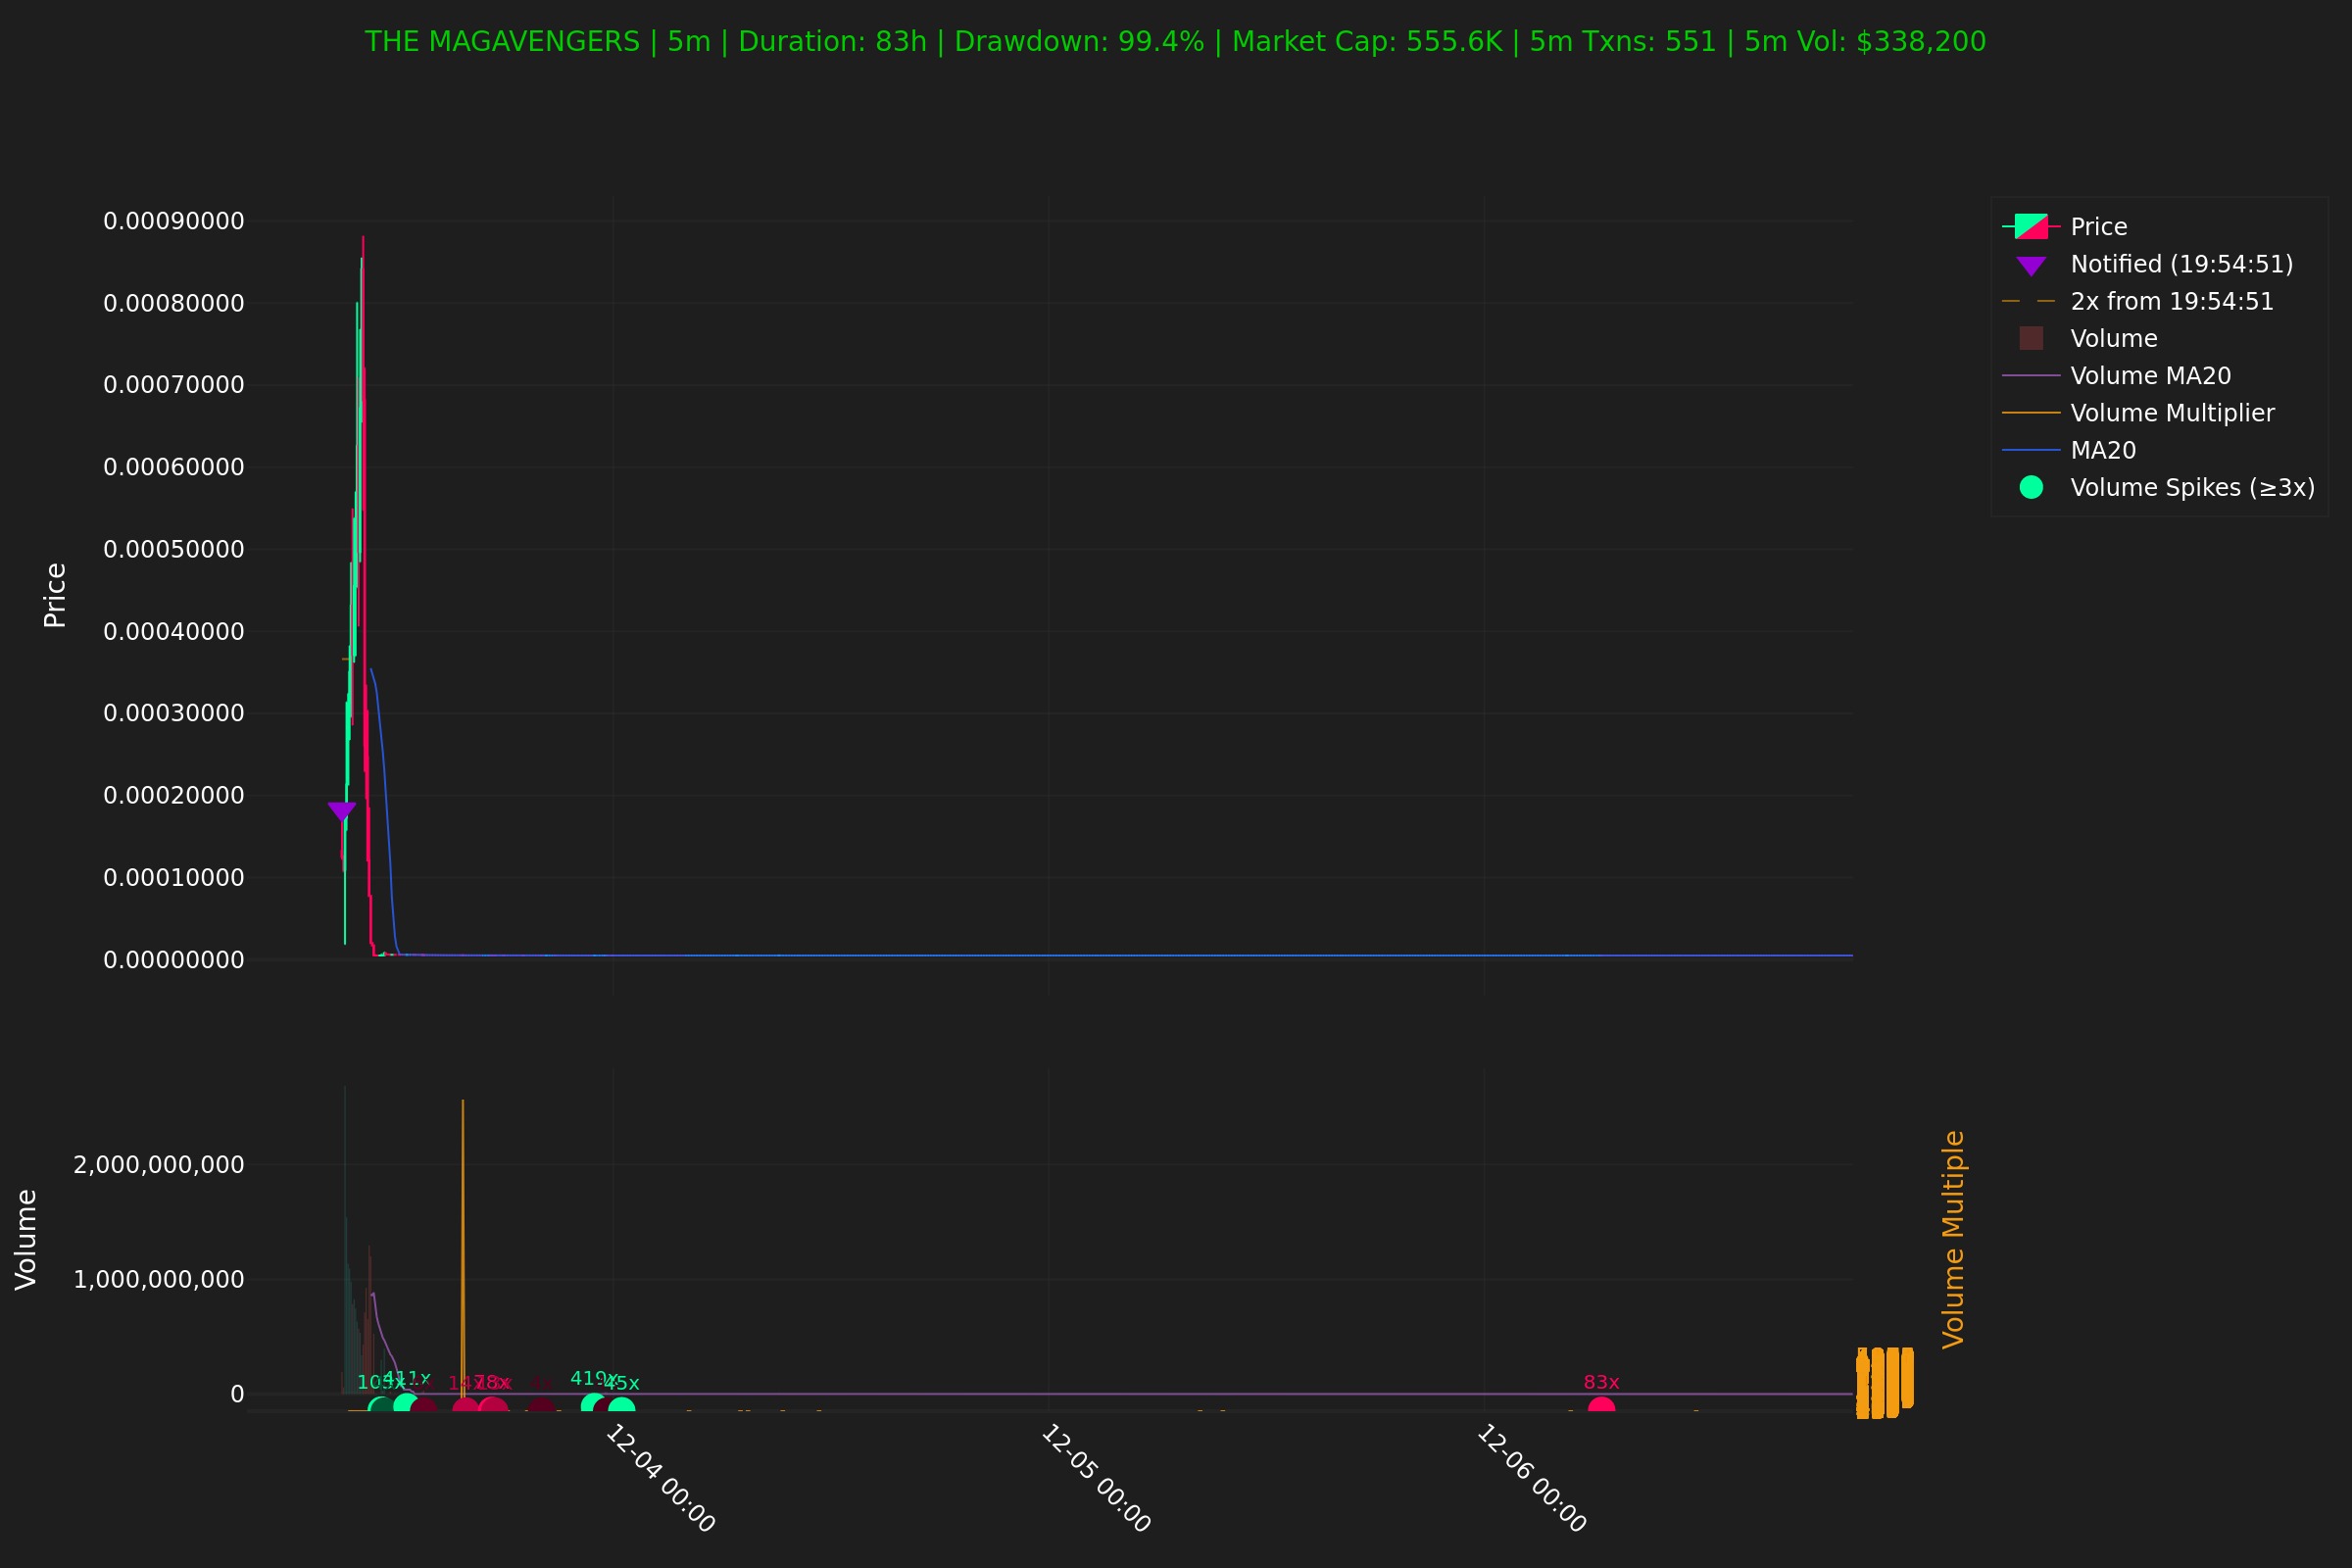 THE MAGAVENGERS | 5m | Duration: 83h | Drawdown: 99.4% | Market Cap: 555.6K | 5m Txns: 551 | 5m Vol: $338,200
Price
0.00090000
0.00080000
0.00070000
0.00060000
0.00050000
0.00040000
0.00030000
0.00020000
0.00010000
0.00000000
Price
Notified (19:54:51)
2x from 19:54:51
Volume
Volume MA20
Volume Multiplier
MA20
Volume Spikes (≥3x)
Volume
2,000,000,000
1,000,000,000
0
105x
411x
78x
419x
45x
83x
Volume Multiple
12-04 00:00
12-05 00:00
12-06 00:00